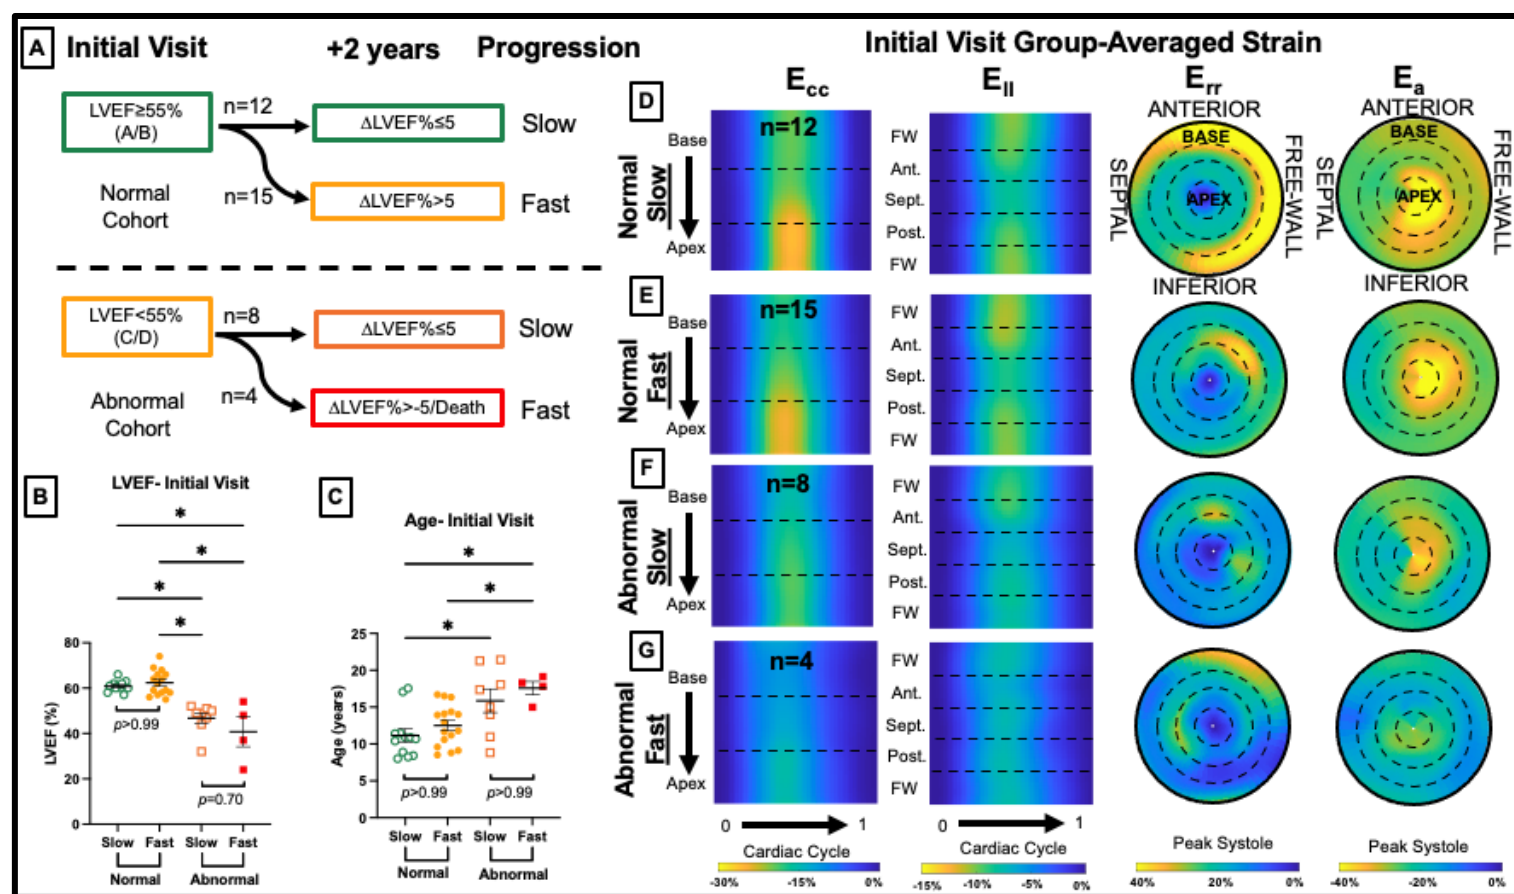 A Initial Visit +2 years Progression
LVEF≥55%
(A/B)
n=12
ΔLVEF%≤5
Slow
Normal
Cohort
n=15
ΔLVEF%>5
Fast
LVEF<55%
(C/D)
n=8
ΔLVEF%≤5
Slow
Abnormal
Cohort
n=4
ΔLVEF%>-5/Death
Fast
B LVEF- Initial Visit
*
*
*
*
LVEF (%)
80
60
40
20
0
p>0.99
p=0.70
Slow Fast Slow Fast
Normal Abnormal
C Age- Initial Visit
*
*
*
Age (years)
25
20
15
10
5
0
p>0.99 p>0.99
Slow Fast Slow Fast
Normal Abnormal
Initial Visit Group-Averaged Strain
Ecc Ell Err Ea
D
Normal
Slow
Base
Apex
n=12
FW
Ant.
Sept.
Post.
FW
ANTERIOR
SEPTAL
BASE
APEX
FREE-WALL
INFERIOR
ANTERIOR
SEPTAL
BASE
APEX
FREE-WALL
INFERIOR
E
Normal
Fast
Base
Apex
n=15
FW
Ant.
Sept.
Post.
FW
F
Abnormal
Slow
Base
Apex
n=8
FW
Ant.
Sept.
Post.
FW
G
Abnormal
Fast
Base
Apex
n=4
FW
Ant.
Sept.
Post.
FW
0 1
Cardiac Cycle
-30% -15% 0%
0 1
Cardiac Cycle
-15% -10% -5% 0%
Peak Systole
40% 20% 0%
Peak Systole
-40% -20% 0%